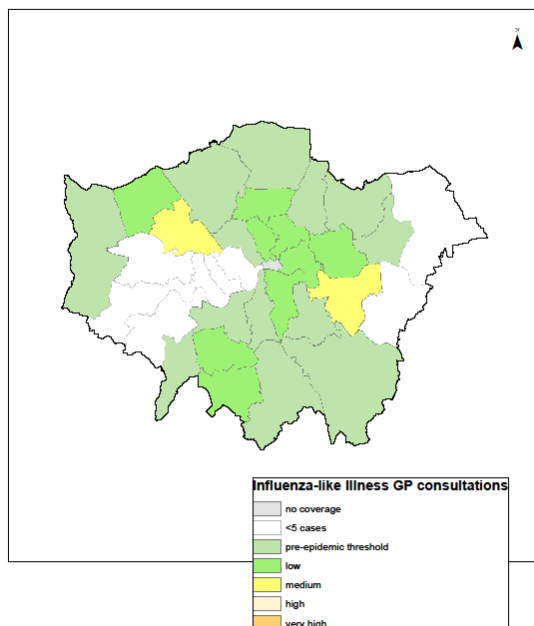 Influenza-like Illness GP consultations
no coverage
<5 cases
pre-epidemic threshold
low
medium
high
very high